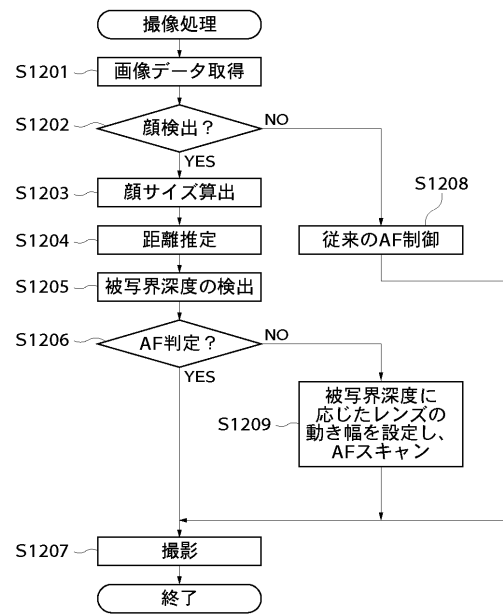 撮像処理
S1201
画像データ取得
S1202
顔検出？
NO
YES
S1203
顔サイズ算出
S1208
S1204
距離推定
従来のAF制御
S1205
被写界深度の検出
S1206
AF判定？
NO
YES
S1209
被写界深度に
応じたレンズの
動き幅を設定し、
AFスキャン
S1207
撮影
終了